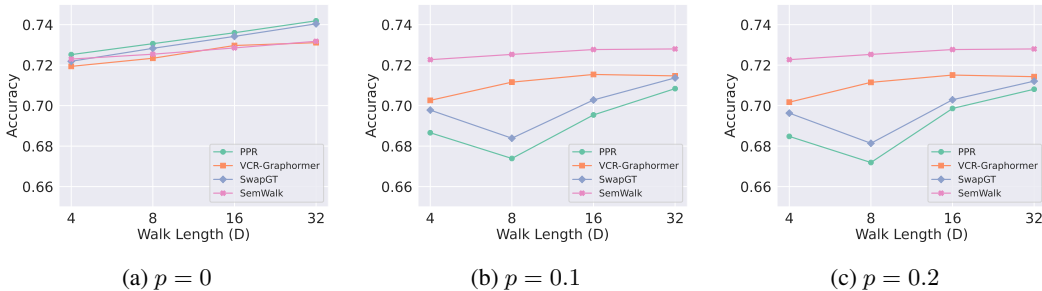 0.74
0.72
0.70
0.68
0.66
Accuracy
4 8 16 32
Walk Length (D)
PPR
VCR-Graphormer
SwapGT
SemWalk
(a) p = 0
0.74
0.72
0.70
0.68
0.66
Accuracy
4 8 16 32
Walk Length (D)
PPR
VCR-Graphormer
SwapGT
SemWalk
(b) p = 0.1
0.74
0.72
0.70
0.68
0.66
Accuracy
4 8 16 32
Walk Length (D)
PPR
VCR-Graphormer
SwapGT
SemWalk
(c) p = 0.2